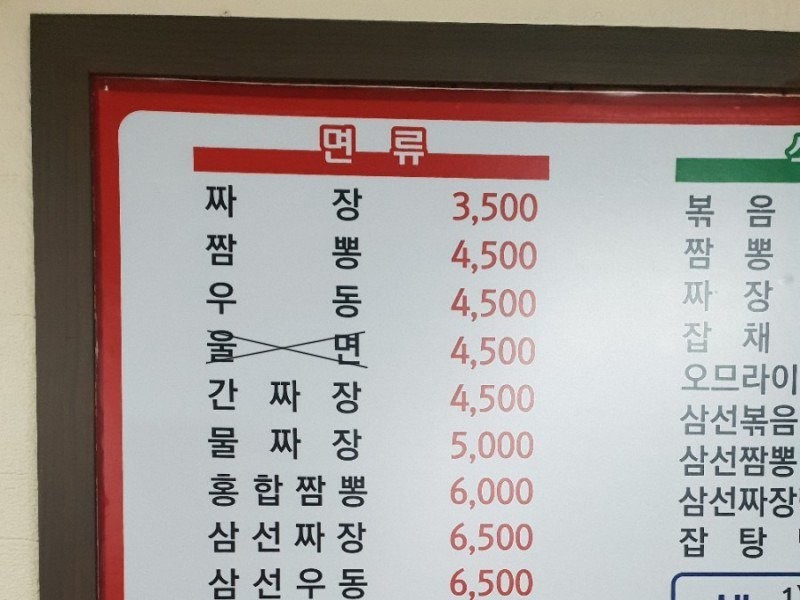 면 류
짜 장 3,500
짬 뽕 4,500
우 동 4,500
울 면 4,500
간 짜 장 4,500
물 짜 장 5,000
홍 합 짬 뽕 6,000
삼 선 짜 장 6,500
삼 선 우 동 6,500
볶 음
짬 뽕
짜 장
잡 채
오므라이
삼선볶음
삼선짬뽕
삼선짜장
잡 탕